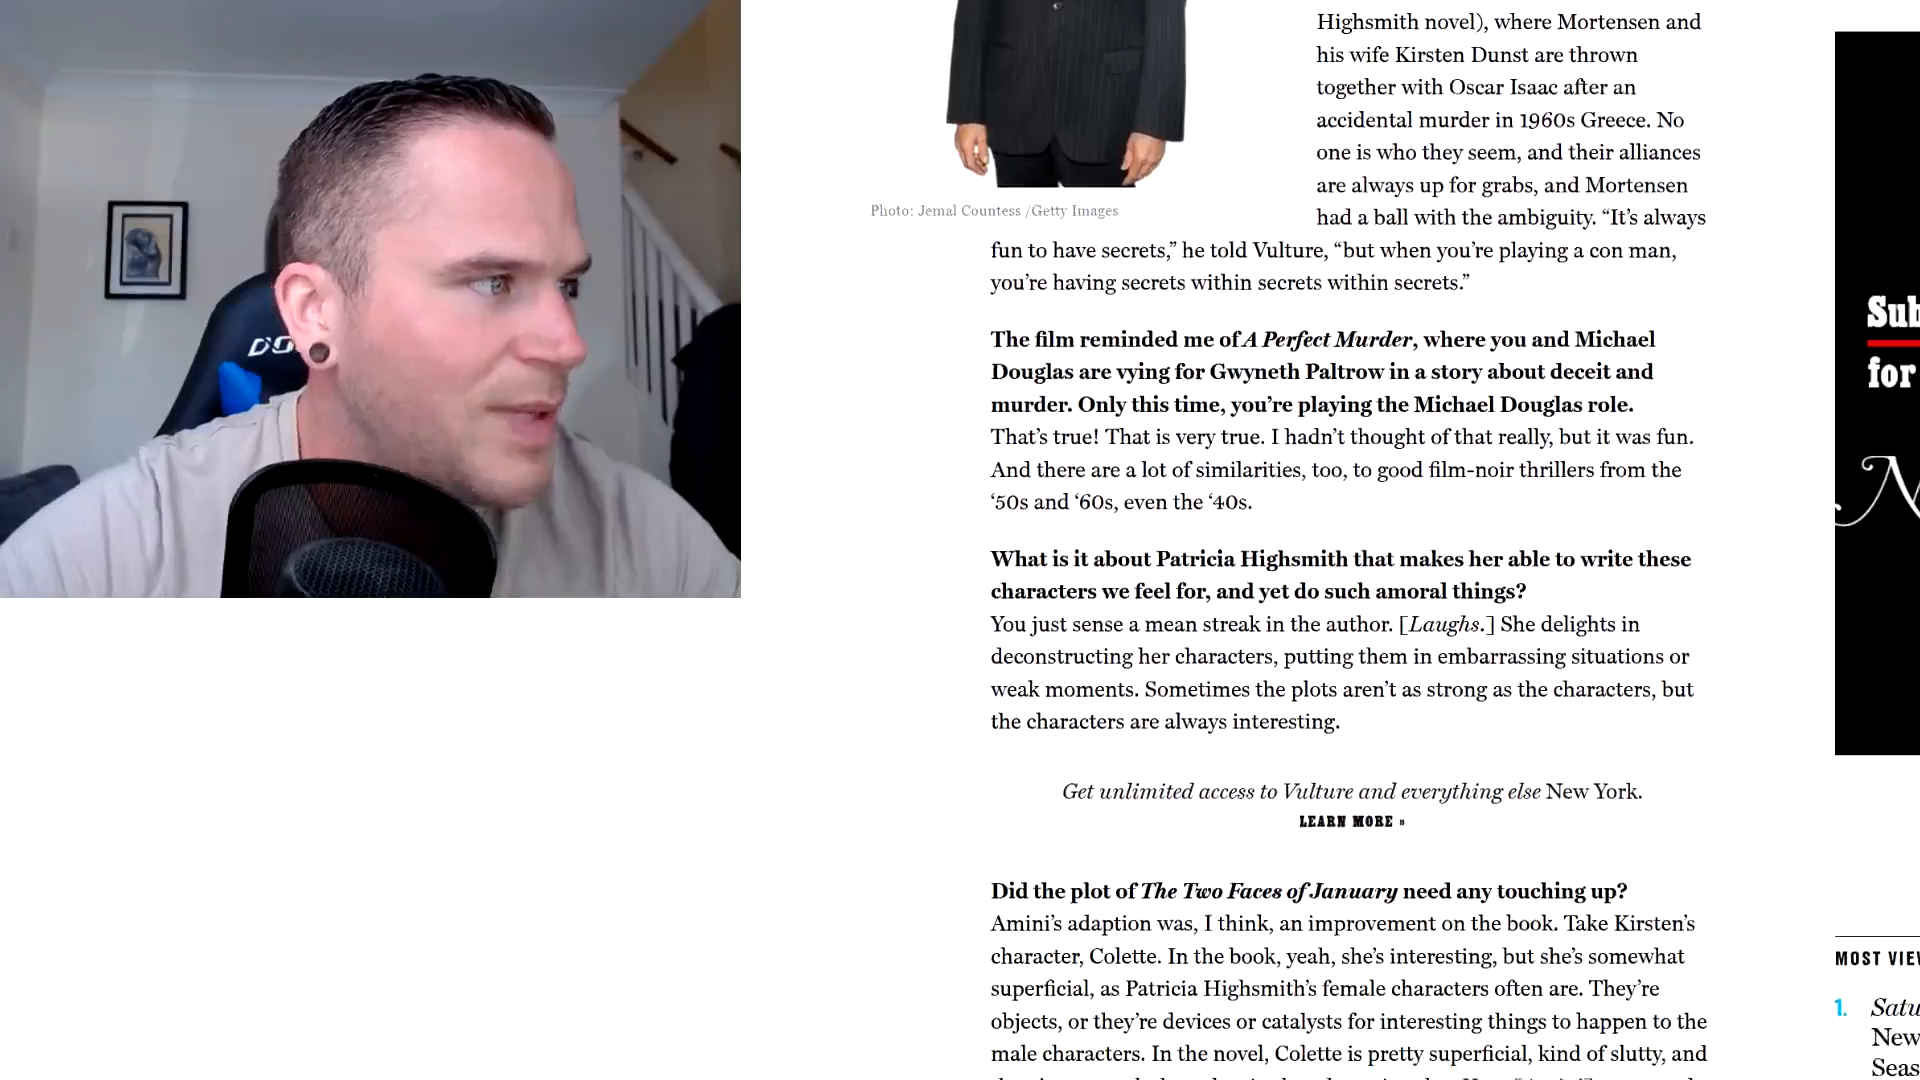 DO
Highsmith novel), where Mortensen and
his wife Kirsten Dunst are thrown
together with Oscar Isaac after an
accidental murder in 1960s Greece. No
one is who they seem, and their alliances
are always up for grabs, and Mortensen
had a ball with the ambiguity. “It’s always
Photo: Jemal Countess /Getty Images
fun to have secrets,” he told Vulture, “but when you’re playing a con man,
you’re having secrets within secrets within secrets.”
The film reminded me of A Perfect Murder, where you and Michael
Douglas are vying for Gwyneth Paltrow in a story about deceit and
murder. Only this time, you’re playing the Michael Douglas role.
That’s true! That is very true. I hadn’t thought of that really, but it was fun.
And there are a lot of similarities, too, to good film-noir thrillers from the
‘50s and ‘60s, even the ‘40s.
What is it about Patricia Highsmith that makes her able to write these
characters we feel for, and yet do such amoral things?
You just sense a mean streak in the author. [Laughs.] She delights in
deconstructing her characters, putting them in embarrassing situations or
weak moments. Sometimes the plots aren’t as strong as the characters, but
the characters are always interesting.
Get unlimited access to Vulture and everything else New York.
LEARN MORE »
Did the plot of The Two Faces of January need any touching up?
Amini’s adaption was, I think, an improvement on the book. Take Kirsten’s
character, Colette. In the book, yeah, she’s interesting, but she’s somewhat
superficial, as Patricia Highsmith’s female characters often are. They’re
objects, or they’re devices or catalysts for interesting things to happen to the
male characters. In the novel, Colette is pretty superficial, kind of slutty, and
Sub
for
N
MOST VIEW
1. Satu
New
Seas